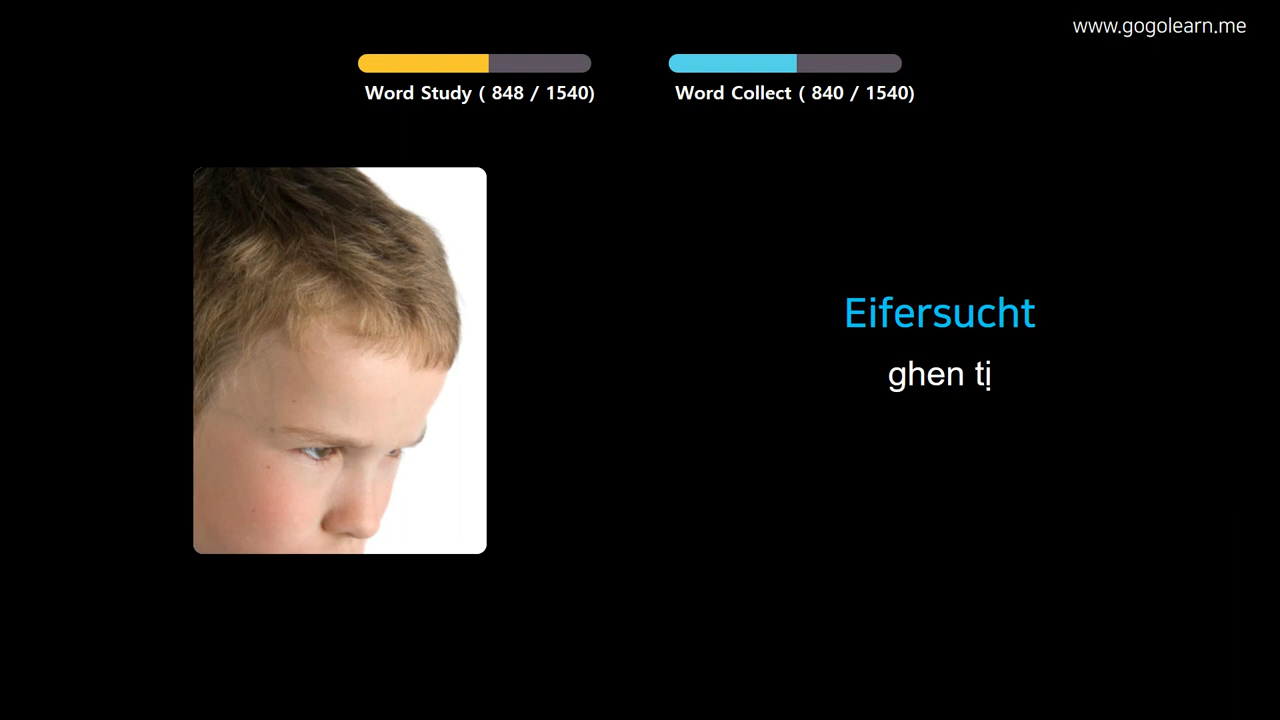 www.gogolearn.me
Word Study ( 848 / 1540)
Word Collect ( 840 / 1540)
Eifersucht
ghen tị